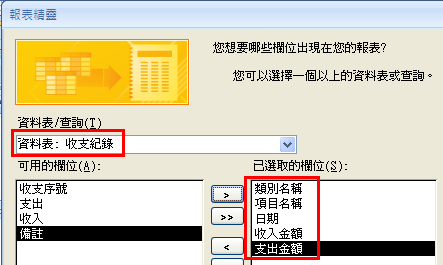 報表精靈
您想要哪些欄位出現在您的報表?
您可以選擇一個以上的資料表或查詢。
資料表/查詢(T)
資料表: 收支紀錄
可用的欄位(A):
已選取的欄位(S):
收支序號
支出
收入
備註
>
>>
<
類別名稱
項目名稱
日期
收入金額
支出金額